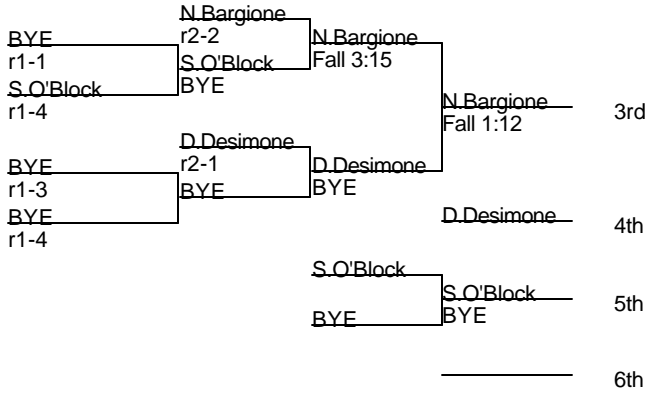 N.Bargione
r2-2
BYE
r1-1
S.O'Block
BYE
S.O'Block
r1-4
N.Bargione
Fall 3:15
D.Desimone
r2-1
BYE
r1-3
BYE
BYE
r1-4
D.Desimone
BYE
N.Bargione
Fall 1:12
3rd
D.Desimone
4th
S.O'Block
BYE
S.O'Block
BYE
5th
6th